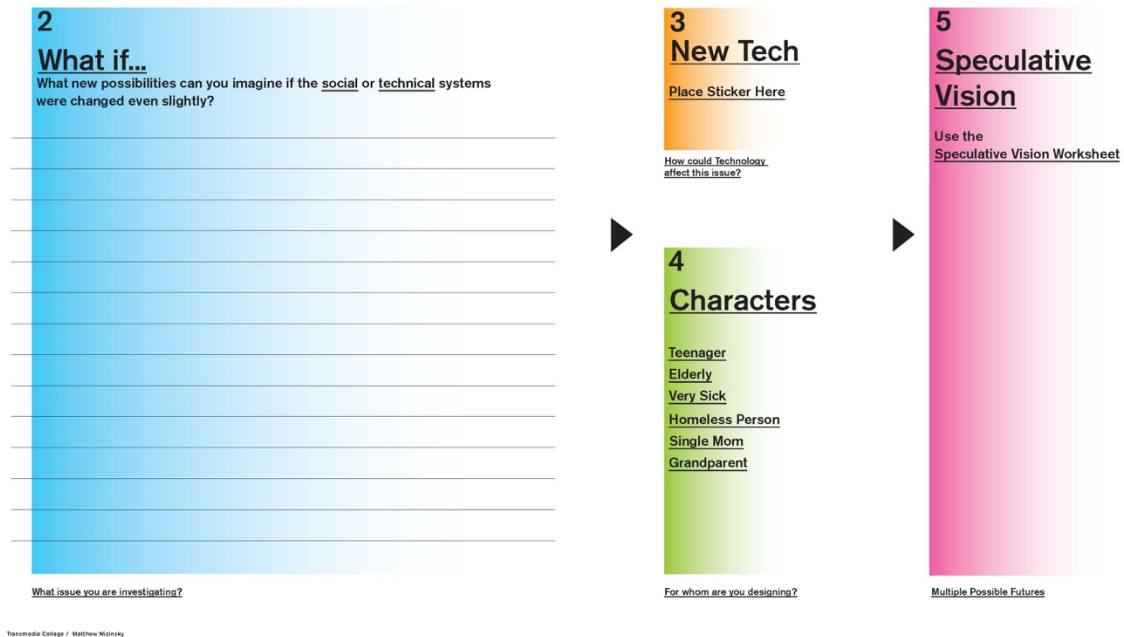 2
What if...
What new possibilities can you imagine if the social or technical systems
were changed even slightly?
What issue you are investigating?
3
New Tech
Place Sticker Here
How could Technology
affect this issue?
4
Characters
Teenager
Elderly
Very Sick
Homeless Person
Single Mom
Grandparent
For whom are you designing?
5
Speculative
Vision
Use the
Speculative Vision Worksheet
Multiple Possible Futures
Transmedia Collage / Matthew Wizinsky